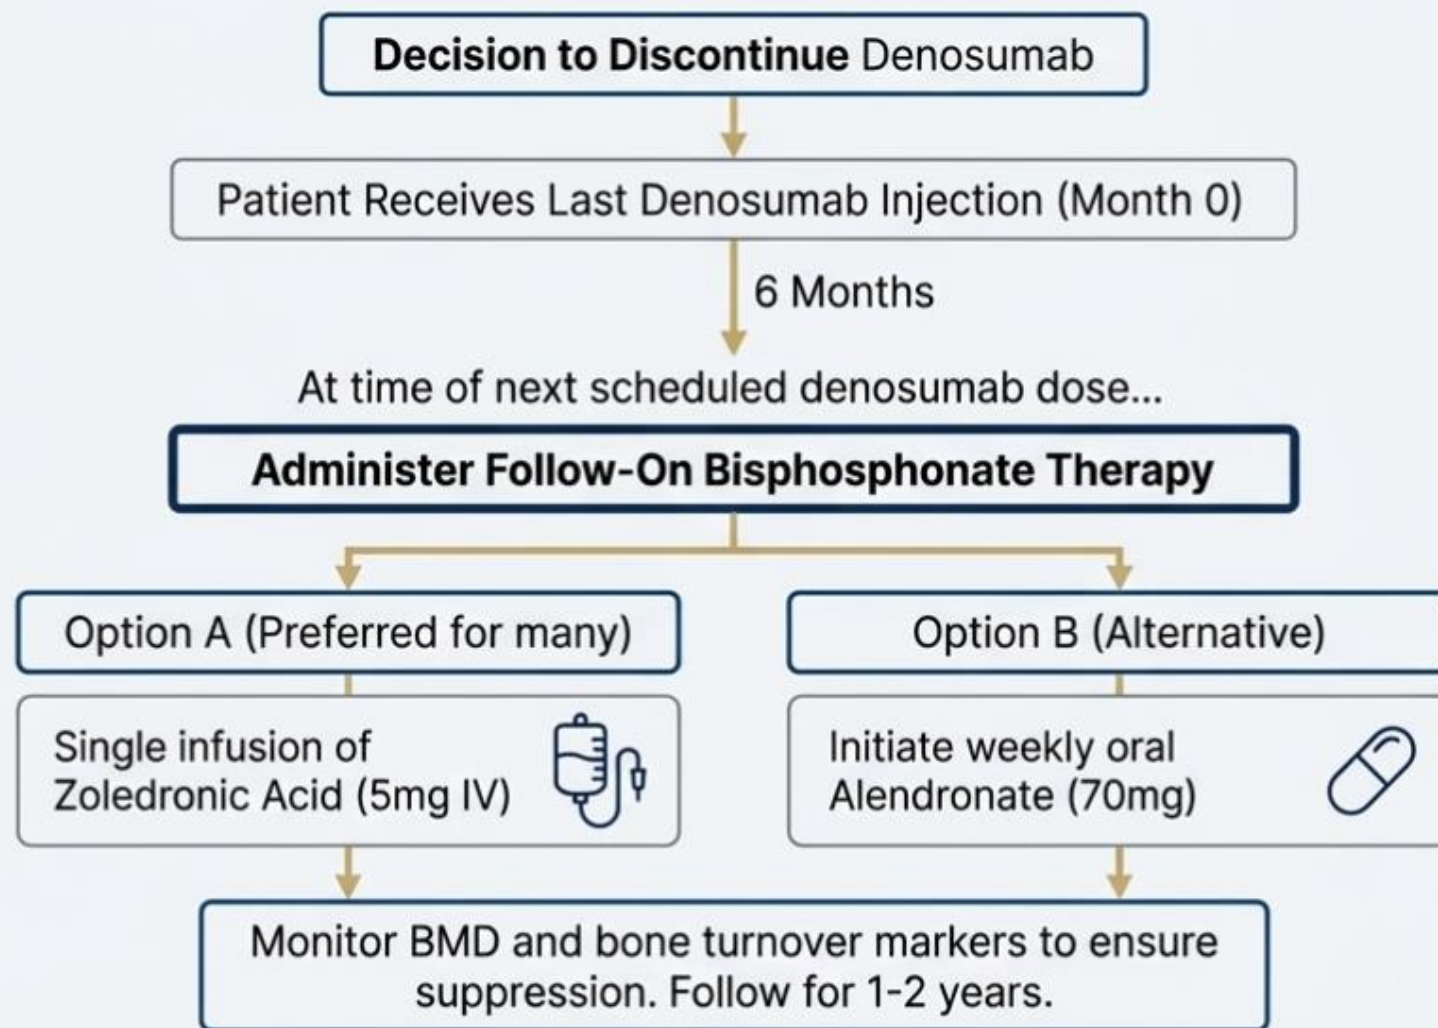 Decision to Discontinue Denosumab
Patient Receives Last Denosumab Injection (Month 0)
6 Months
At time of next scheduled denosumab dose...
Administer Follow-On Bisphosphonate Therapy
Option A (Preferred for many)
Option B (Alternative)
Single infusion of
Zoledronic Acid (5mg IV)
Initiate weekly oral
Alendronate (70mg)
Monitor BMD and bone turnover markers to ensure
suppression. Follow for 1-2 years.